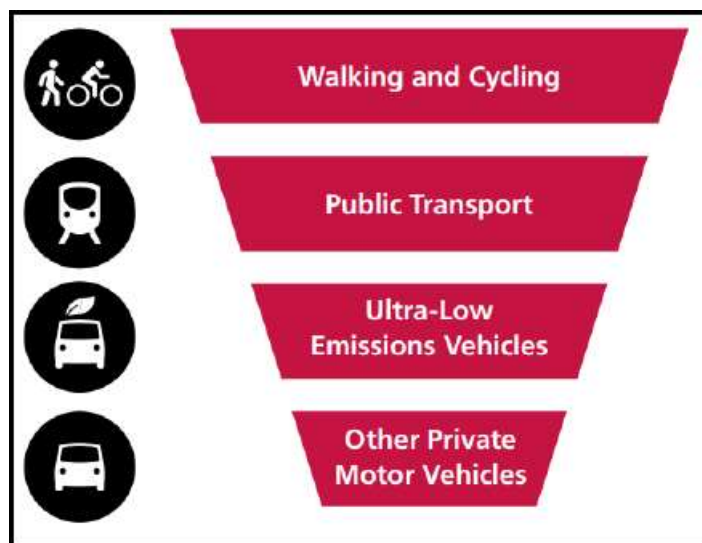 Walking and Cycling
Public Transport
Ultra-Low
Emissions Vehicles
Other Private
Motor Vehicles